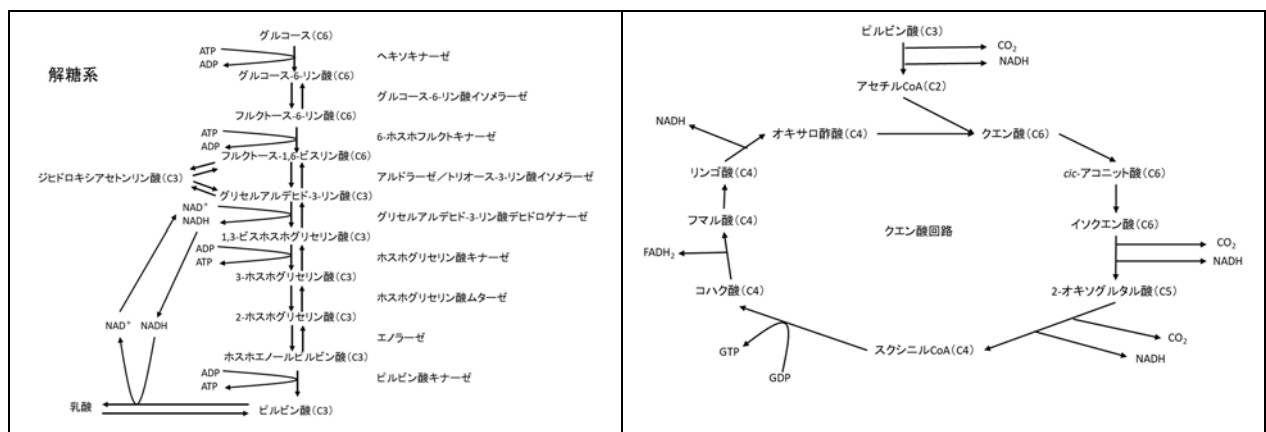 解糖系
グルコース(C6)
ATP
ADP
ヘキソキナーゼ
グルコース-6-リン酸(C6)
グルコース-6-リン酸イソメラーゼ
フルクトース-6-リン酸(C6)
ATP
ADP
6-ホスホフルクトキナーゼ
フルクトース-1,6-ビスリン酸(C6)
ジヒドロキシアセトンリン酸(C3)
アルドラーゼ/トリオース-3-リン酸イソメラーゼ
グリセルアルデヒド-3-リン酸(C3)
NAD⁺
NADH
グリセルアルデヒド-3-リン酸デヒドロゲナーゼ
1,3-ビスホスホグリセリン酸(C3)
ADP
ATP
ホスホグリセリン酸キナーゼ
3-ホスホグリセリン酸(C3)
ホスホグリセリン酸ムターゼ
2-ホスホグリセリン酸(C3)
NAD⁺ NADH
エノラーゼ
ホスホエノールピルビン酸(C3)
ADP
ATP
ピルビン酸キナーゼ
乳酸
ピルビン酸(C3)
ピルビン酸(C3)
CO₂
NADH
アセチルCoA(C2)
NADH
オキサロ酢酸(C4)
クエン酸(C6)
リンゴ酸(C4)
cis-アコニット酸(C6)
フマル酸(C4)
クエン酸回路
イソクエン酸(C6)
FADH₂
CO₂
NADH
コハク酸(C4)
2-オキソグルタル酸(C5)
GTP
GDP
スクシニルCoA(C4)
CO₂
NADH